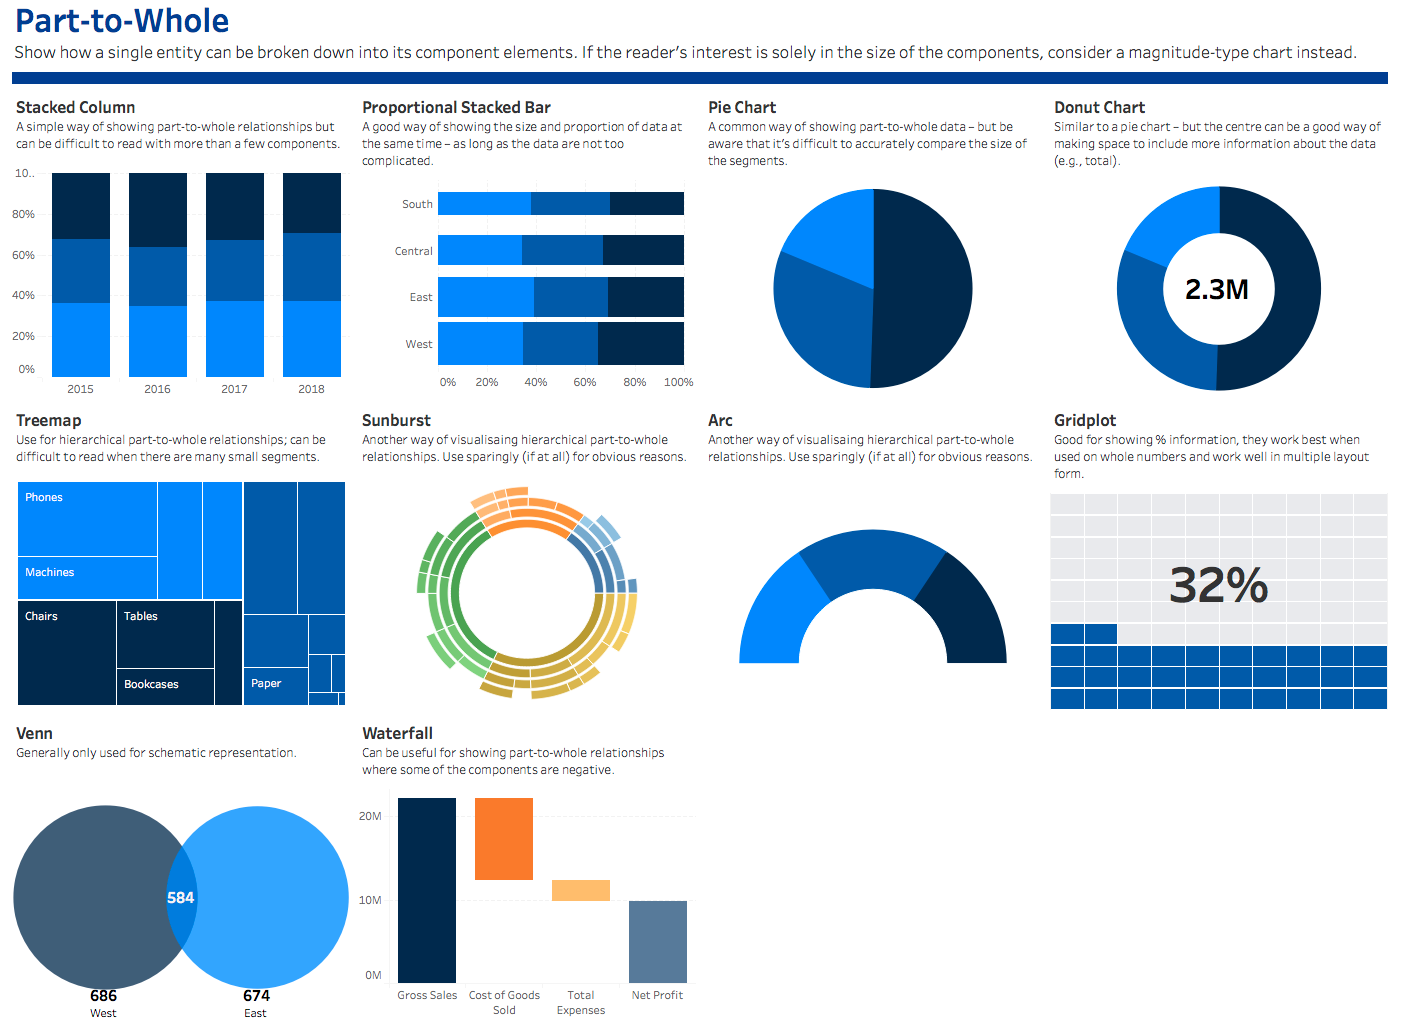 Part-to-Whole
Show how a single entity can be broken down into its component elements. If the reader's interest is solely in the size of the components, consider a magnitude-type chart instead.
Stacked Column
A simple way of showing part-to-whole relationships but
can be difficult to read with more than a few components.
10..
80%
60%
40%
20%
0%
2015 2016 2017 2018
Proportional Stacked Bar
A good way of showing the size and proportion of data at
the same time – as long as the data are not too
complicated.
South
Central
East
West
0% 20% 40% 60% 80% 100%
Pie Chart
A common way of showing part-to-whole data – but be
aware that it's difficult to accurately compare the size of
the segments.
Donut Chart
Similar to a pie chart – but the centre can be a good way of
making space to include more information about the data
(e.g., total).
2.3M
Treemap
Use for hierarchical part-to-whole relationships; can be
difficult to read when there are many small segments.
Phones
Machines
Chairs
Tables
Bookcases
Paper
Sunburst
Another way of visualising hierarchical part-to-whole
relationships. Use sparingly (if at all) for obvious reasons.
Arc
Another way of visualising hierarchical part-to-whole
relationships. Use sparingly (if at all) for obvious reasons.
Gridplot
Good for showing % information, they work best when
used on whole numbers and work well in multiple layout
form.
32%
Venn
Generally only used for schematic representation.
584
686
West
674
East
Waterfall
Can be useful for showing part-to-whole relationships
where some of the components are negative.
20M
10M
0M
Gross Sales
Cost of Goods
Sold
Total
Expenses
Net Profit